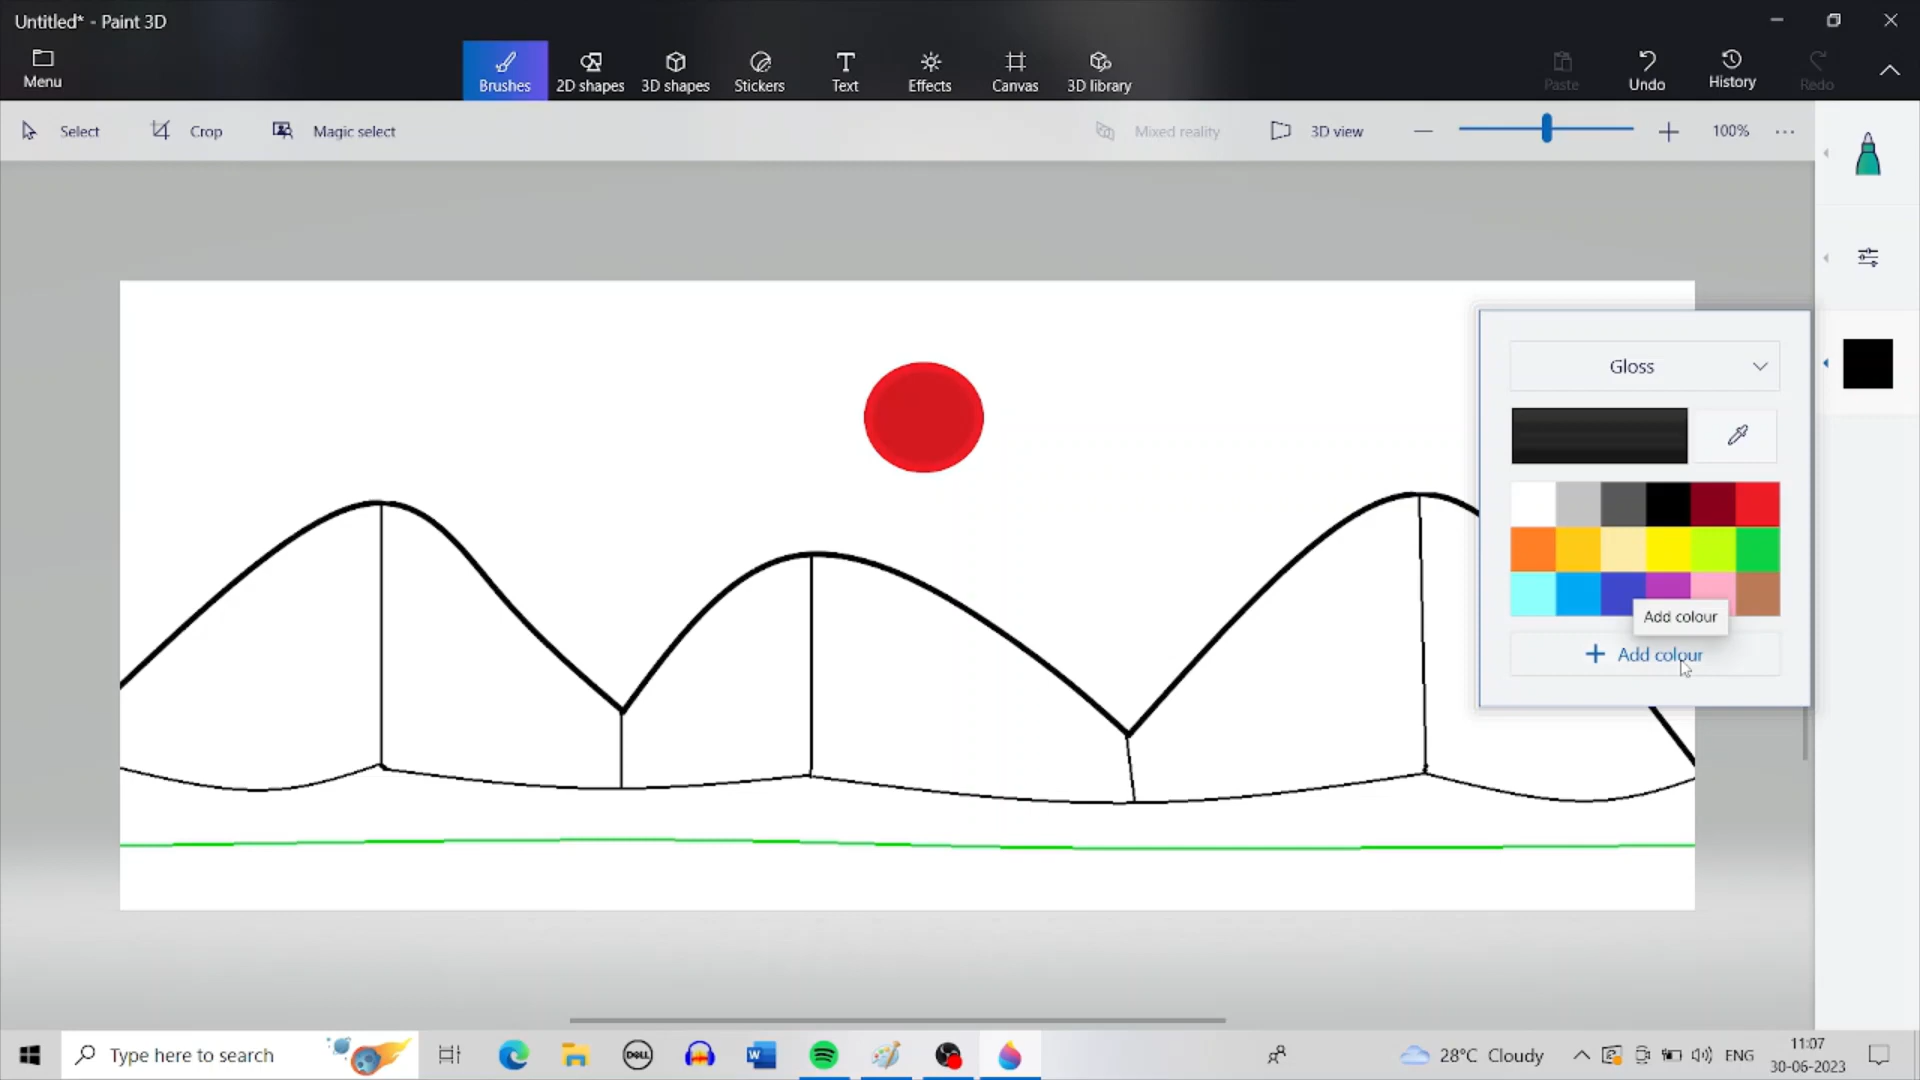 Untitled* - Paint 3D
Menu
Brushes
2D shapes
3D shapes
Stickers
Text
Effects
Canvas
3D library
Paste
Undo
History
Redo
Select
Crop
Magic select
Mixed reality
3D view
100%
Gloss
Add colour
Add colour
Type here to search
DELL
W
28°C Cloudy
ENG
11:07
30-06-2023